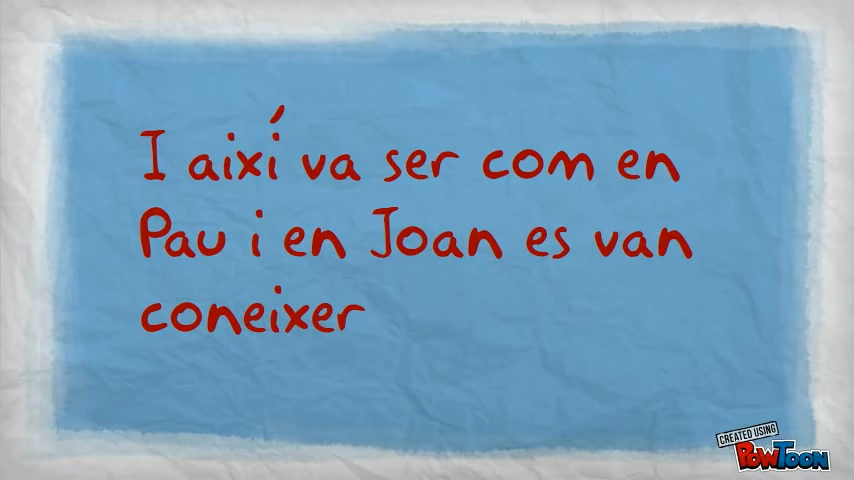 I així va ser com en
Pau i en Joan es van
coneixer
CREATED USING
POWTOON